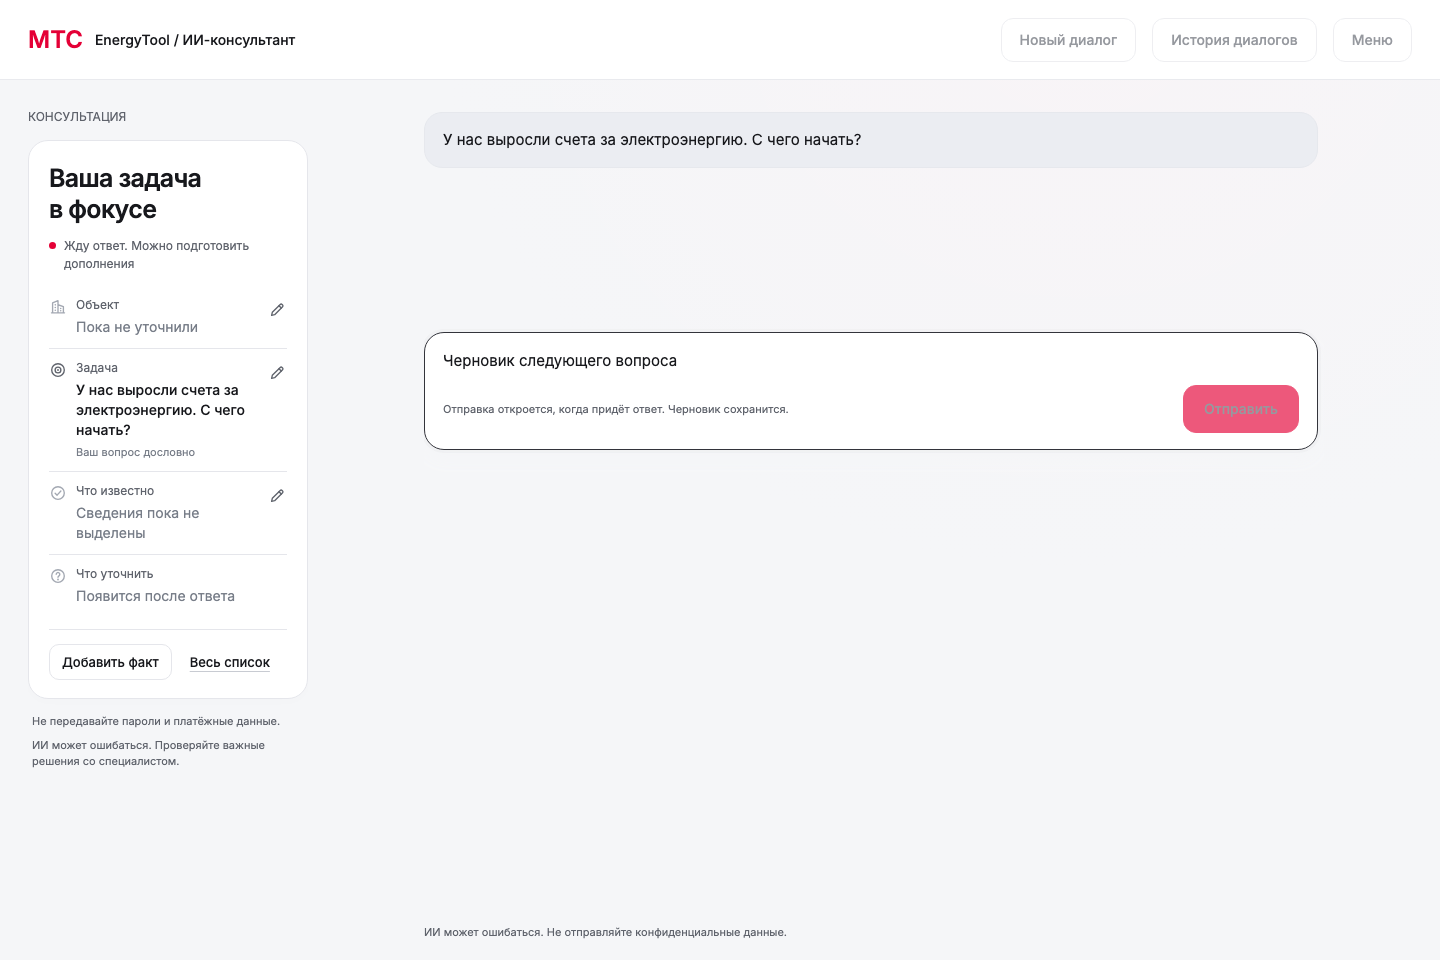 МТС EnergyTool / ИИ-консультант
Новый диалог
История диалогов
Меню
КОНСУЛЬТАЦИЯ
Ваша задача
в фокусе
Жду ответ. Можно подготовить
дополнения
Объект
Пока не уточнили
Задача
У нас выросли счета за
электроэнергию. С чего
начать?
Ваш вопрос дословно
Что известно
Сведения пока не
выделены
Что уточнить
Появится после ответа
Добавить факт
Весь список
Не передавайте пароли и платёжные данные.
ИИ может ошибаться. Проверяйте важные
решения со специалистом.
У нас выросли счета за электроэнергию. С чего начать?
Черновик следующего вопроса
Отправка откроется, когда придёт ответ. Черновик сохранится.
Отправить
ИИ может ошибаться. Не отправляйте конфиденциальные данные.